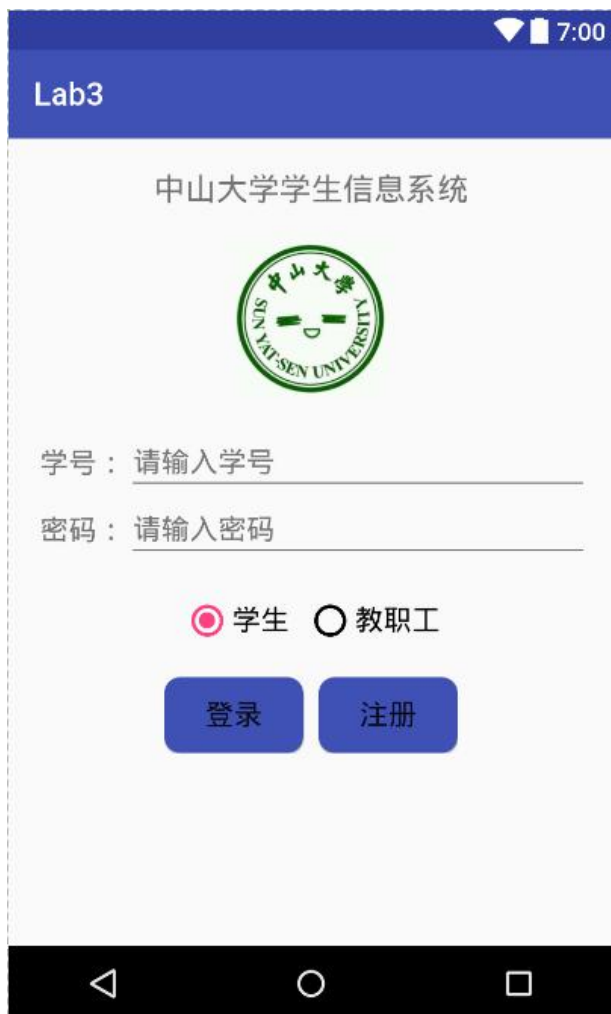 7:00
Lab3
中山大学学生信息系统
中山大學
SUN YAT-SEN UNIVERSITY
学号：请输入学号
密码：请输入密码
学生 教职工
登录 注册